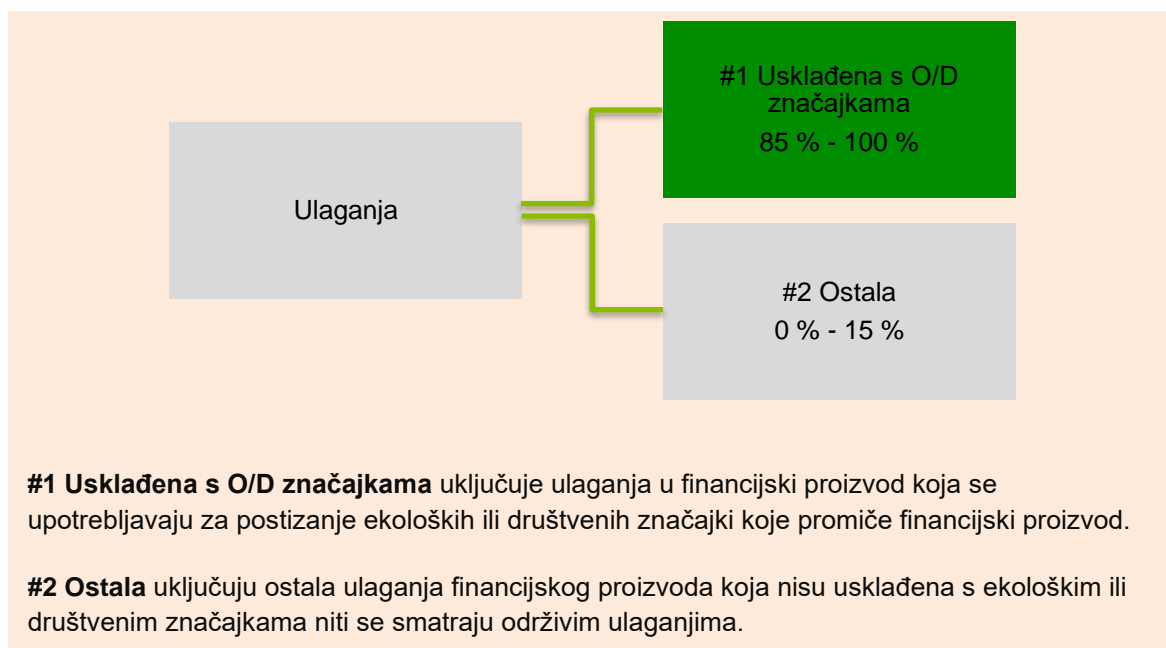 #1 Usklađena s O/D
značajkama
85 % - 100 %
Ulaganja
#2 Ostala
0 % - 15 %
#1 Usklađena s O/D značajkama uključuje ulaganja u financijski proizvod koja se
upotrebljavaju za postizanje ekoloških ili društvenih značajki koje promiče financijski proizvod.
#2 Ostala uključuju ostala ulaganja financijskog proizvoda koja nisu usklađena s ekološkim ili
društvenim značajkama niti se smatraju održivim ulaganjima.